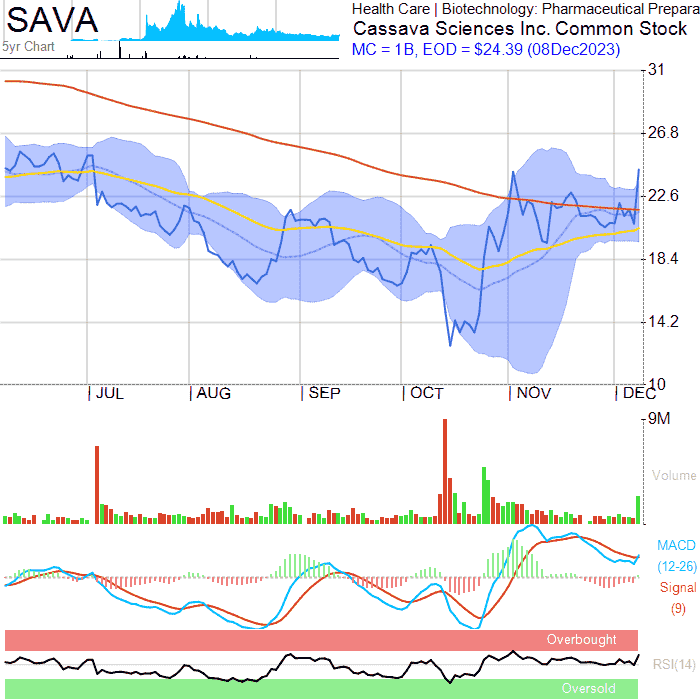 SAVA
5yr Chart
Health Care | Biotechnology: Pharmaceutical Prepara
Cassava Sciences Inc. Common Stock
MC = 1B, EOD = $24.39 (08Dec2023)
31
26.8
22.6
18.4
14.2
10
JUL AUG SEP OCT NOV DEC
9M
Volume
MACD
(12-26)
Signal
(9)
Overbought
RSI(14)
Oversold